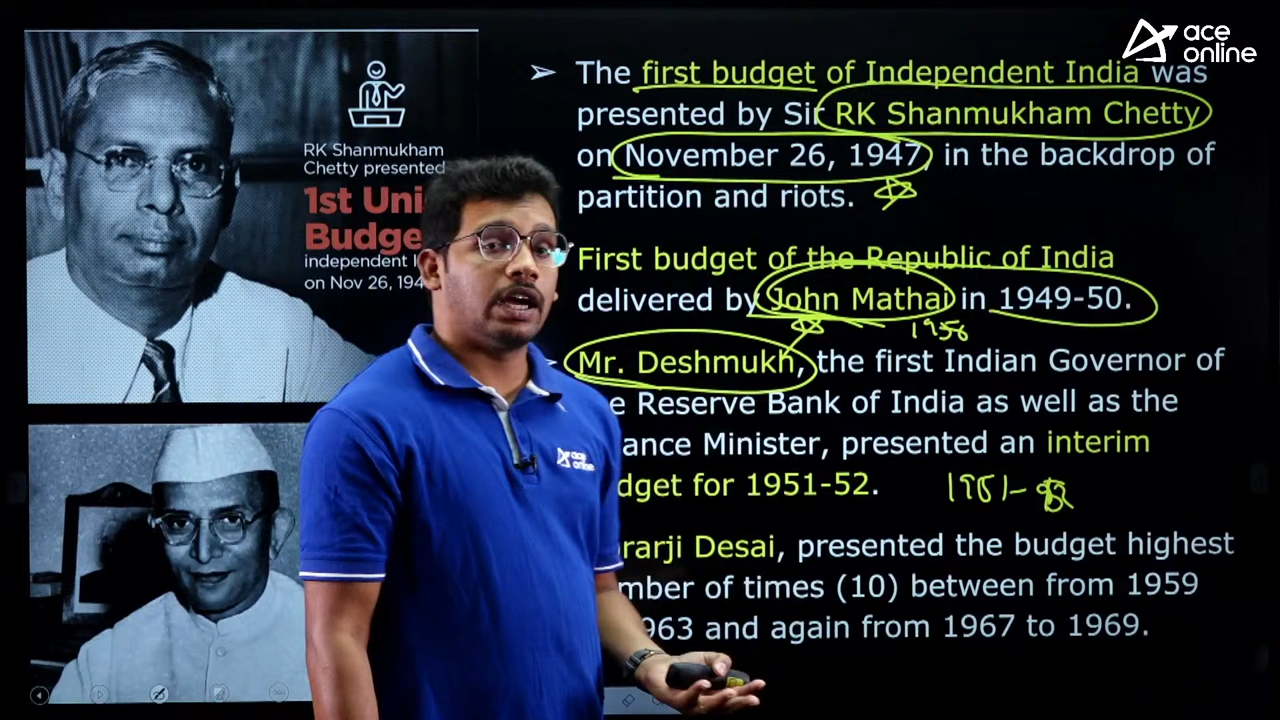 ace
online
RK Shanmukham
Chetty presented
1st Uni
Budge
independent I
on Nov 26, 194
➢ The first budget of Independent India was
presented by Sir RK Shanmukham Chetty
on November 26, 1947, in the backdrop of
partition and riots.
First budget of the Republic of India
delivered by John Mathai in 1949-50.
Mr. Deshmukh, the first Indian Governor of
e Reserve Bank of India as well as the
ance Minister, presented an interim
dget for 1951-52.
1951-
rarji Desai, presented the budget highest
mber of times (10) between from 1959
963 and again from 1967 to 1969.
ace
online